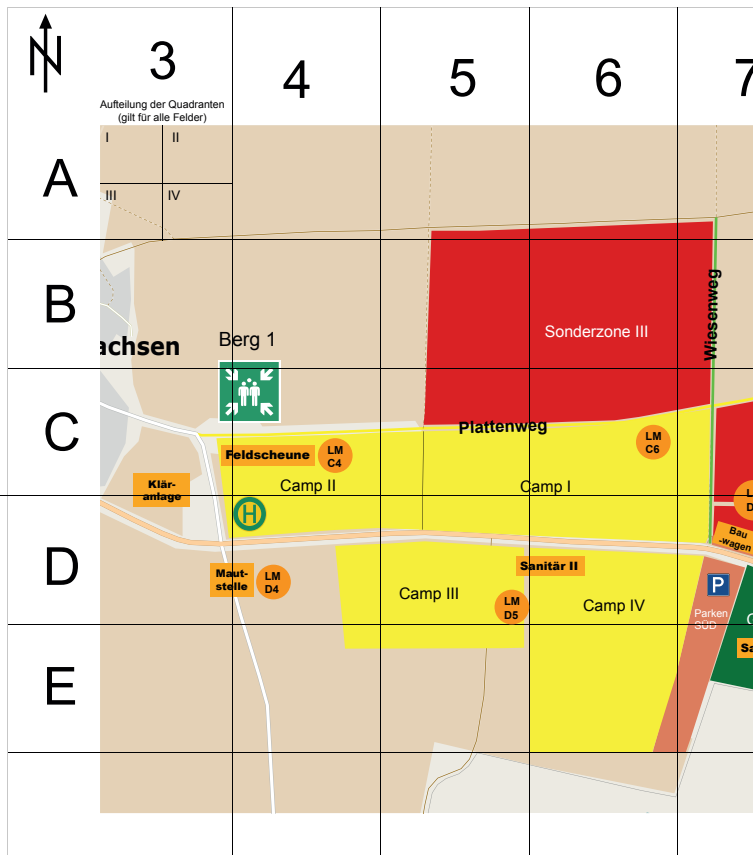 N
3
4
5
6
7
Aufteilung der Quadranten
(gilt für alle Felder)
I
II
III
IV
A
B
Wiesenweg
Sonderzone III
achsen
Berg 1
C
Plattenweg
Feldscheune
LM
C4
LM
C6
Klär-
anlage
Camp II
Camp I
H
D
Bau
-wagen
Maut-
stelle
LM
D4
Sanitär II
P
Camp III
LM
D5
Camp IV
Parken
SÜD
E